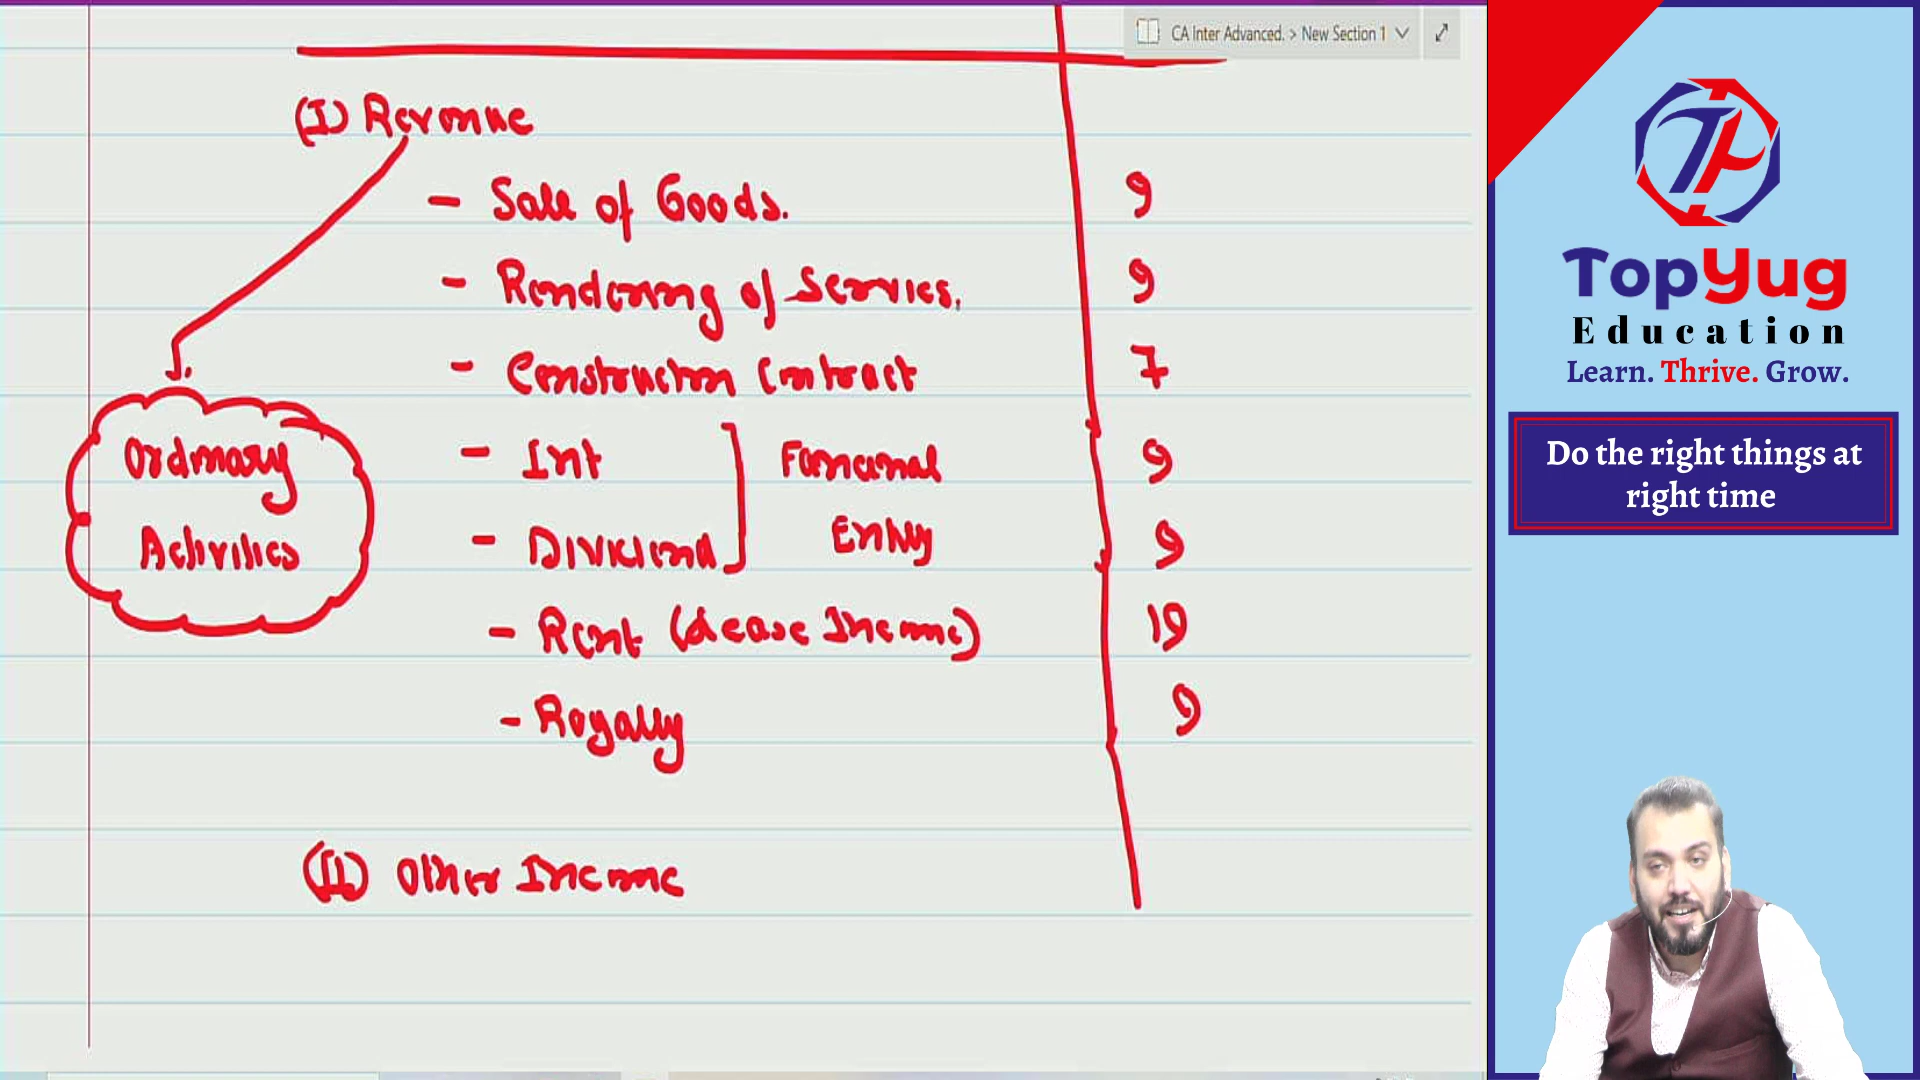 CA Inter Advanced. > New Section 1
(I) Revenue
- Sale of Goods. 9
- Rendering of Services. 9
- Construction Contract 7
- Int 9
- Dividend 9
Financial
Entity
- Rent (Lease Income) 19
- Royalty 9
Ordinary
Activities
(II) Other Income
TopYug
Education
Learn. Thrive. Grow.
Do the right things at
right time